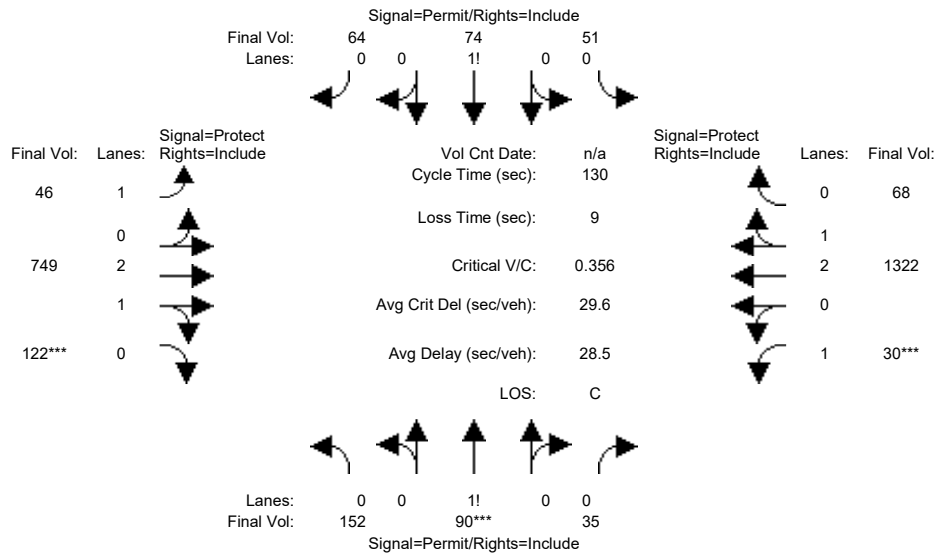 Signal=Permit/Rights=Include
Final Vol: 64 74 51
Lanes: 0 0 1! 0 0
Signal=Protect
Final Vol: Lanes: Rights=Include
Vol Cnt Date: n/a
Signal=Protect
Rights=Include Lanes: Final Vol:
Cycle Time (sec): 130
46 1
0 68
Loss Time (sec): 9
0
1
749 2
Critical V/C: 0.356
2 1322
1
Avg Crit Del (sec/veh): 29.6
0
122*** 0
Avg Delay (sec/veh): 28.5
1 30***
LOS: C
Lanes: 0 0 1! 0 0
Final Vol: 152 90*** 35
Signal=Permit/Rights=Include